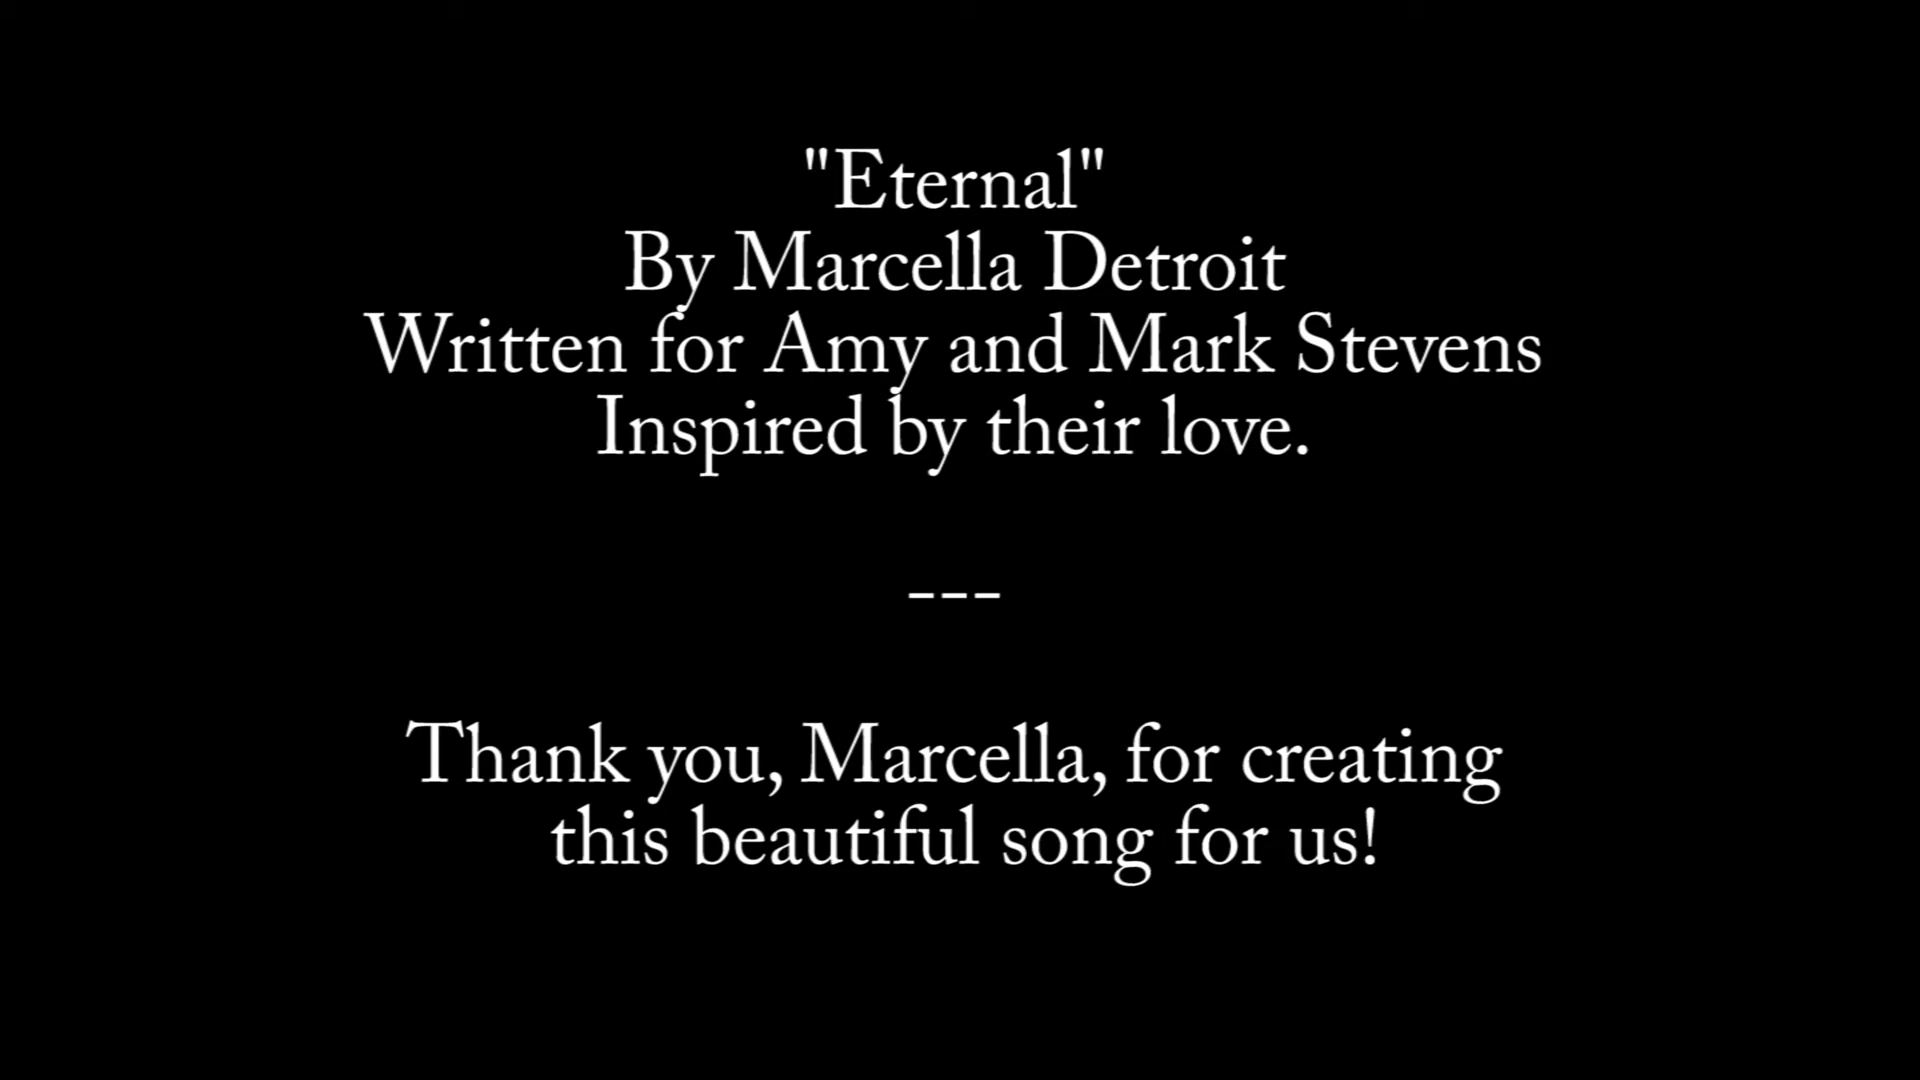 "Eternal"
By Marcella Detroit
Written for Amy and Mark Stevens
Inspired by their love.
---
Thank you, Marcella, for creating
this beautiful song for us!